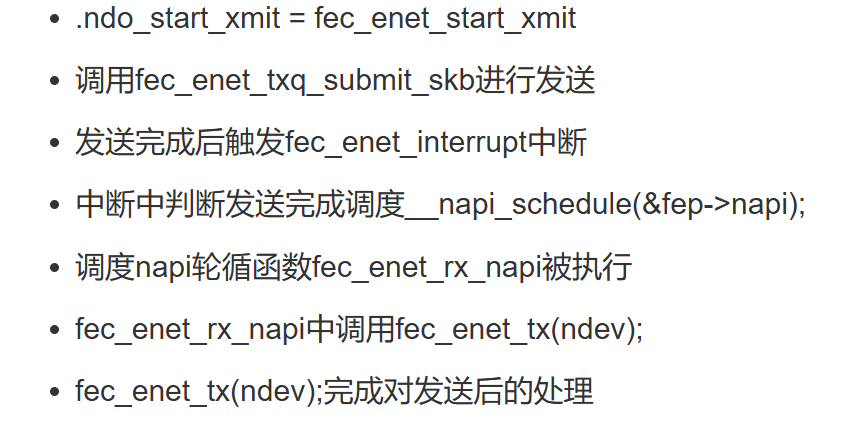 .ndo_start_xmit = fec_enet_start_xmit
调用fec_enet_txq_submit_skb进行发送
发送完成后触发fec_enet_interrupt中断
中断中判断发送完成调度__napi_schedule(&fep->napi);
调度napi轮循函数fec_enet_rx_napi被执行
fec_enet_rx_napi中调用fec_enet_tx(ndev);
fec_enet_tx(ndev);完成对发送后的处理